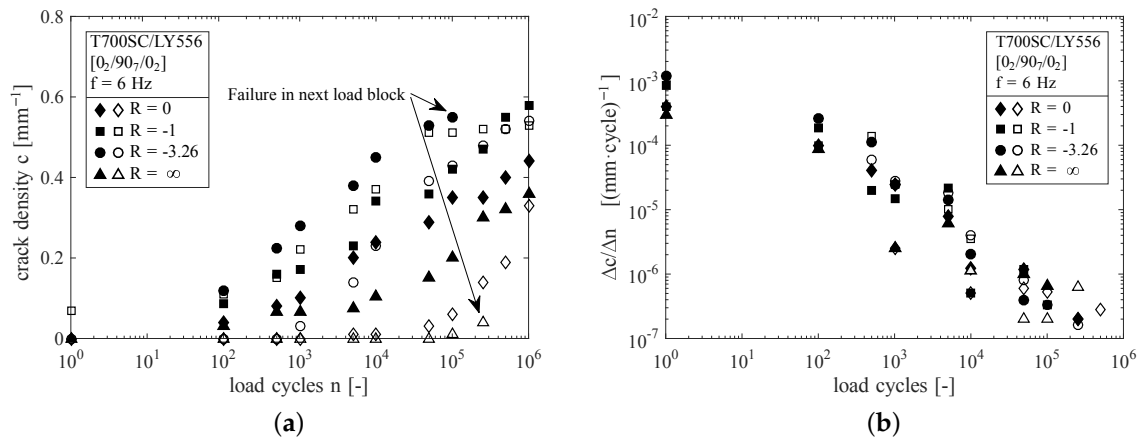 T700SC/LY556
[0₂/90₇/0₂]
f = 6 Hz
R = 0
R = -1
R = -3.26
R = ∞
Failure in next load block
crack density c [mm⁻¹]
0.8
0.6
0.4
0.2
0
10⁰ 10¹ 10² 10³ 10⁴ 10⁵ 10⁶
load cycles n [-]
(a)
T700SC/LY556
[0₂/90₇/0₂]
f = 6 Hz
R = 0
R = -1
R = -3.26
R = ∞
Δc/Δn [(mm·cycle)⁻¹
10⁻²
10⁻³
10⁻⁴
10⁻⁵
10⁻⁶
10⁻⁷
10⁰ 10¹ 10² 10³ 10⁴ 10⁵ 10⁶
load cycles [-]
(b)